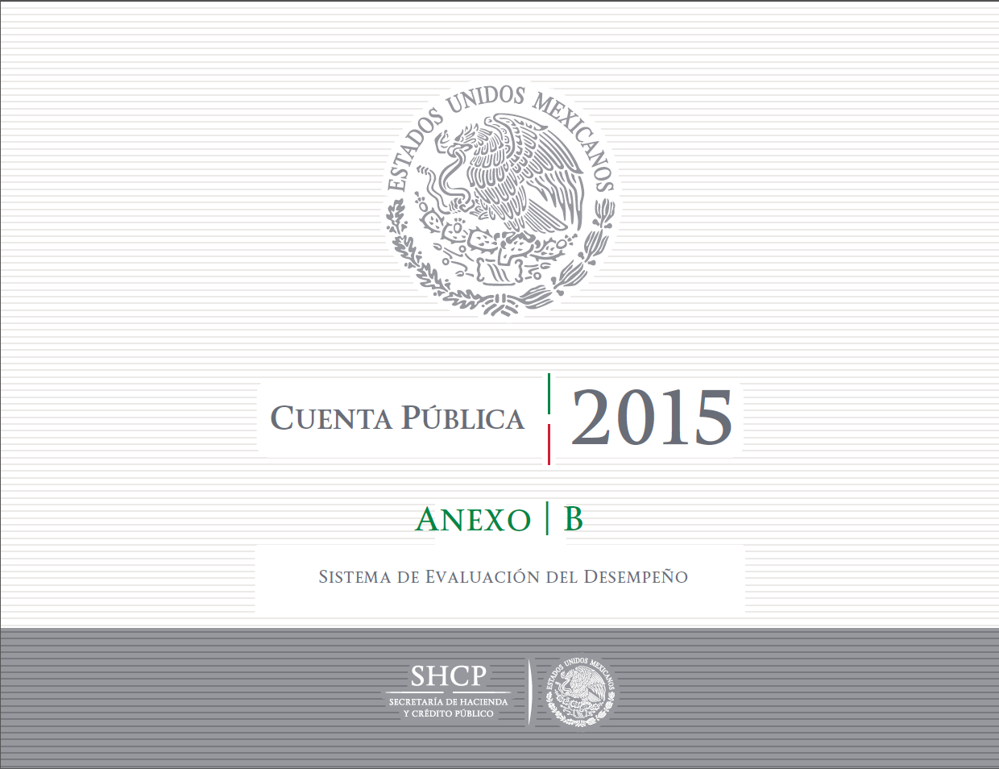 ESTADOS UNIDOS MEXICANOS
CUENTA PÚBLICA
2015
ANEXO | B
SISTEMA DE EVALUACIÓN DEL DESEMPEÑO
SHCP
SECRETARÍA DE HACIENDA
Y CRÉDITO PÚBLICO
ESTADOS UNIDOS MEXICANOS